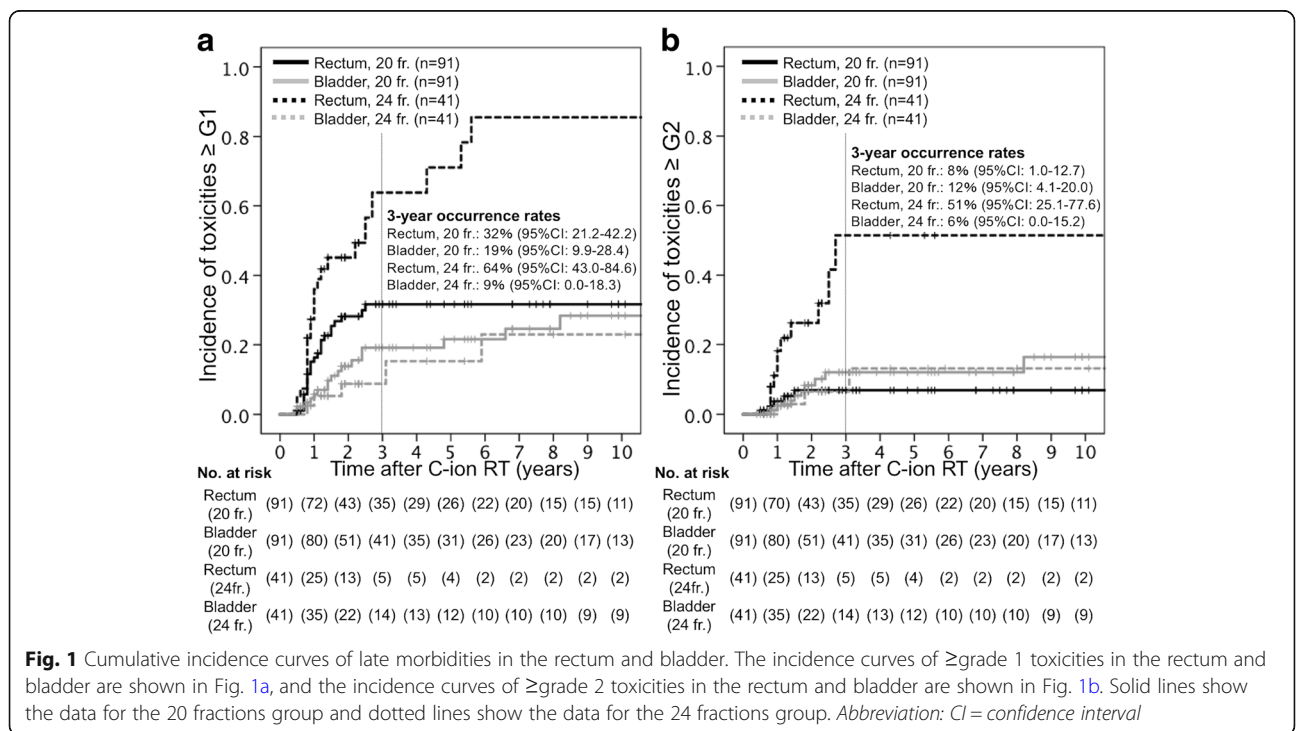 a
Incidence of toxicities ≥ G1
1.0
0.8
0.6
0.4
0.2
0.0
Rectum, 20 fr. (n=91)
Bladder, 20 fr. (n=91)
Rectum, 24 fr. (n=41)
Bladder, 24 fr. (n=41)
3-year occurrence rates
Rectum, 20 fr.: 32% (95%CI: 21.2-42.2)
Bladder, 20 fr.: 19% (95%CI: 9.9-28.4)
Rectum, 24 fr.: 64% (95%CI: 43.0-84.6)
Bladder, 24 fr.: 9% (95%CI: 0.0-18.3)
0 1 2 3 4 5 6 7 8 9 10
Time after C-ion RT (years)
No. at risk
Rectum (91) (72) (43) (35) (29) (26) (22) (20) (15) (15) (11)
(20 fr.)
Bladder (91) (80) (51) (41) (35) (31) (26) (23) (20) (17) (13)
(20 fr.)
Rectum (41) (25) (13) (5) (5) (4) (2) (2) (2) (2) (2)
(24fr.)
Bladder (41) (35) (22) (14) (13) (12) (10) (10) (10) (9) (9)
(24 fr.)
b
Incidence of toxicities ≥ G2
1.0
0.8
0.6
0.4
0.2
0.0
Rectum, 20 fr. (n=91)
Bladder, 20 fr. (n=91)
Rectum, 24 fr. (n=41)
Bladder, 24 fr. (n=41)
3-year occurrence rates
Rectum, 20 fr.: 8% (95%CI: 1.0-12.7)
Bladder, 20 fr.: 12% (95%CI: 4.1-20.0)
Rectum, 24 fr.: 51% (95%CI: 25.1-77.6)
Bladder, 24 fr.: 6% (95%CI: 0.0-15.2)
0 1 2 3 4 5 6 7 8 9 10
Time after C-ion RT (years)
No. at risk
Rectum (91) (70) (43) (35) (29) (26) (22) (20) (15) (15) (11)
(20 fr.)
Bladder (91) (80) (51) (41) (35) (31) (26) (23) (20) (17) (13)
(20 fr.)
Rectum (41) (25) (13) (5) (5) (4) (2) (2) (2) (2) (2)
(24fr.)
Bladder (41) (35) (22) (14) (13) (12) (10) (10) (10) (9) (9)
(24 fr.)
Fig. 1 Cumulative incidence curves of late morbidities in the rectum and bladder. The incidence curves of ≥grade 1 toxicities in the rectum and
bladder are shown in Fig. 1a, and the incidence curves of ≥grade 2 toxicities in the rectum and bladder are shown in Fig. 1b. Solid lines show
the data for the 20 fractions group and dotted lines show the data for the 24 fractions group. Abbreviation: CI = confidence interval